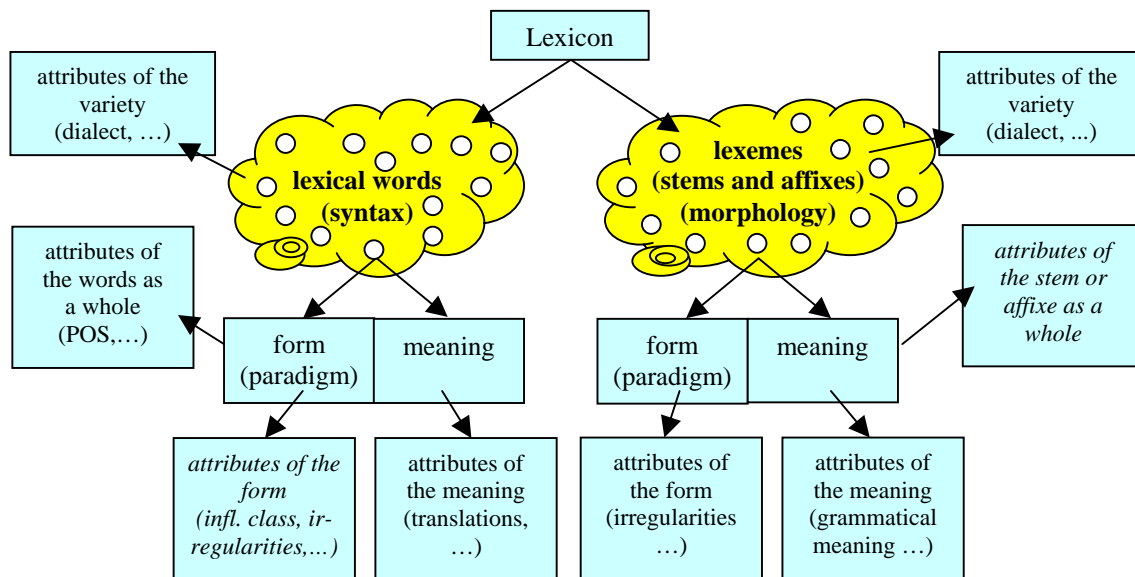 Lexicon
attributes of the
variety
(dialect, …)
lexical words
(syntax)
lexemes
(stems and affixes)
(morphology)
attributes of the
variety
(dialect, ...)
attributes of
the words as
a whole
(POS,…)
form
(paradigm)
meaning
form
(paradigm)
meaning
attributes of
the stem or
affixe as a
whole
attributes of the
form
(infl. class, ir-
regularities,…)
attributes of
the meaning
(translations,
…)
attributes of
the form
(irregularities
…)
attributes of
the meaning
(grammatical
meaning …)